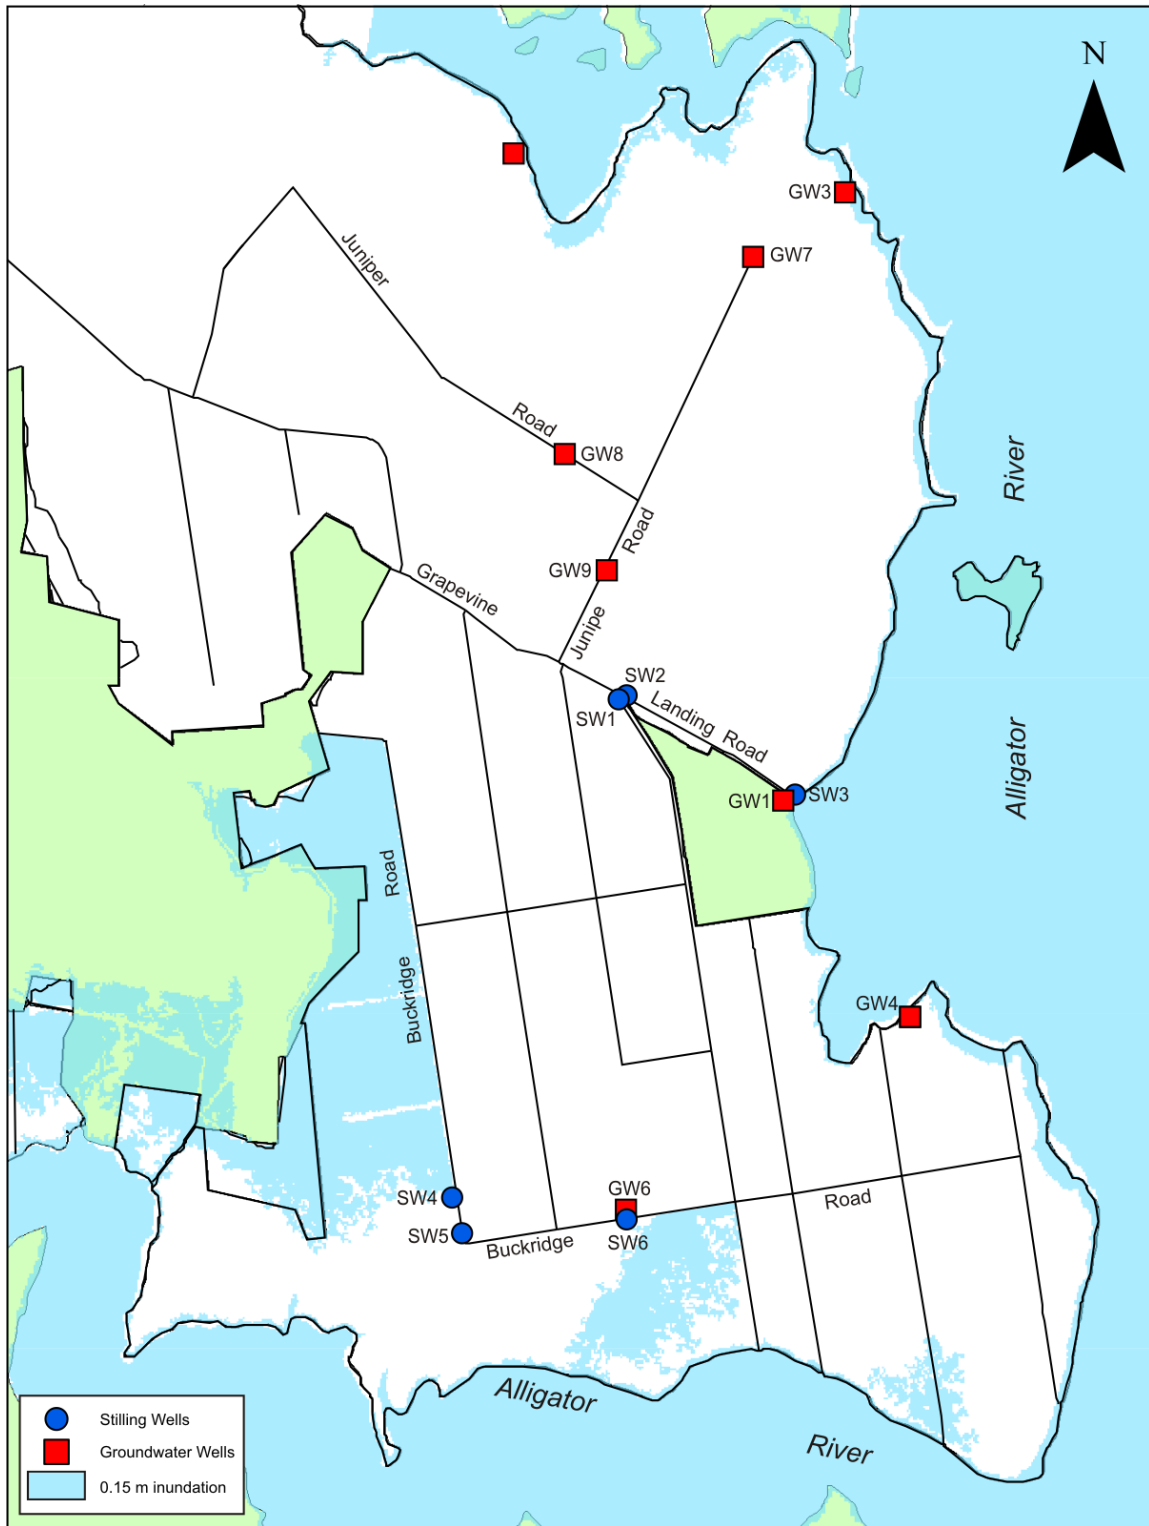 N
GW3
GW7
Juniper
Road
GW8
River
Road
GW9
Grapevine
Junipe
SW2
SW1
Landing Road
Alligator
GW1
SW3
Road
Buckridge
GW4
SW4
GW6
Road
SW5
SW6
Buckridge
Alligator
River
Stilling Wells
Groundwater Wells
0.15 m inundation